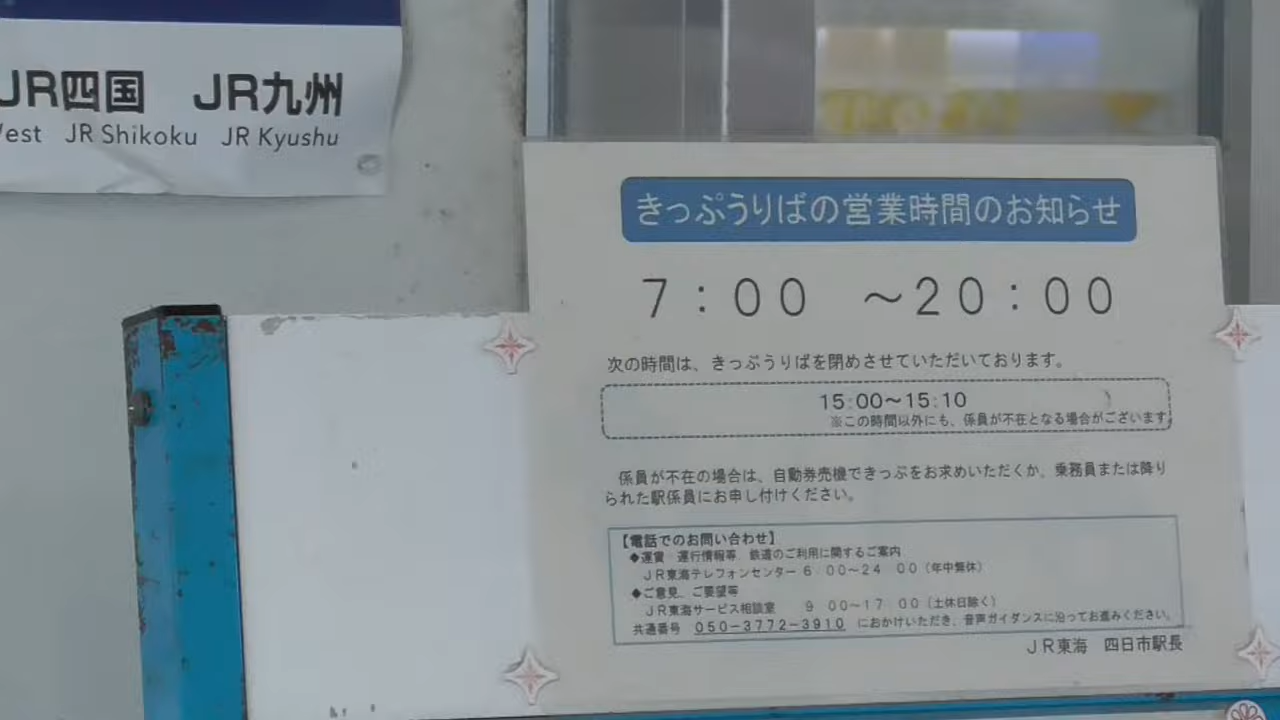 JR四国 JR九州
est JR Shikoku JR Kyushu
きっぷうりばの営業時間のお知らせ
7：00 ～20：00
次の時間は、きっぷうりばを閉めさせていただいております。
15:00～15:10
※この時間以外にも、係員が不在となる場合がございます
係員が不在の場合は、自動券売機できっぷをお求めいただくか、乗務員または降り
られた駅係員にお申し付けください。
【電話でのお問い合わせ】
◆運賃 運行情報等 鉄道のご利用に関するご案内
JR東海テレフォンセンター 6：00～24：00（年中無休）
◆ご意見、ご要望等
JR東海サービス相談室 9：00～17：00（土休日除く）
共通番号 050-3772-3910 におかけいただき、音声ガイダンスに沿ってお進みください。
JR東海 四日市駅長